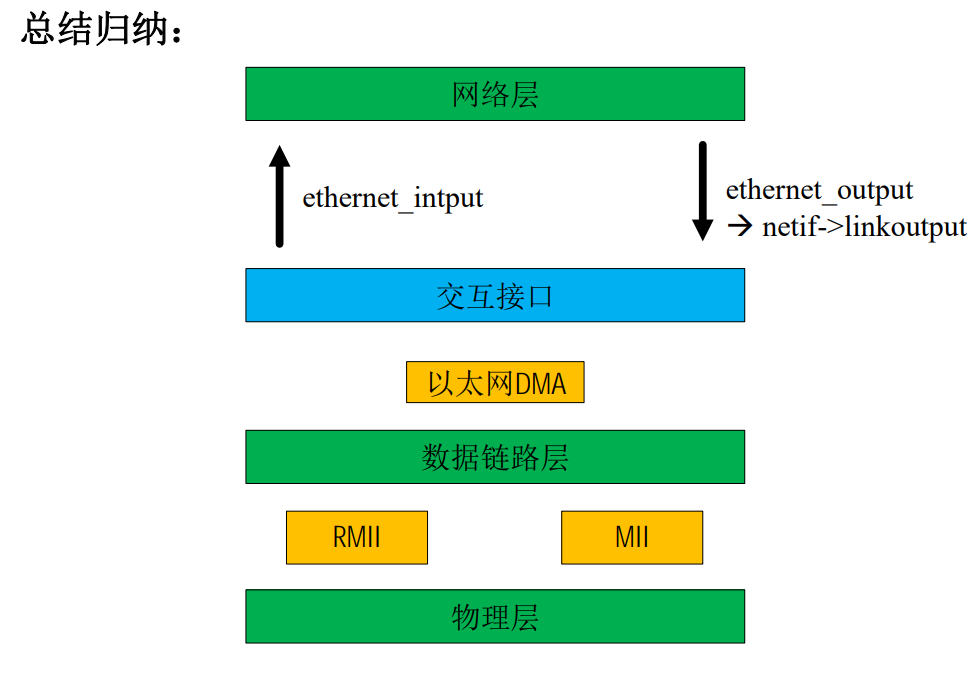 总结归纳：
网络层
ethernet_intput
ethernet_output
→ netif->linkoutput
交互接口
以太网DMA
数据链路层
RMII
MII
物理层